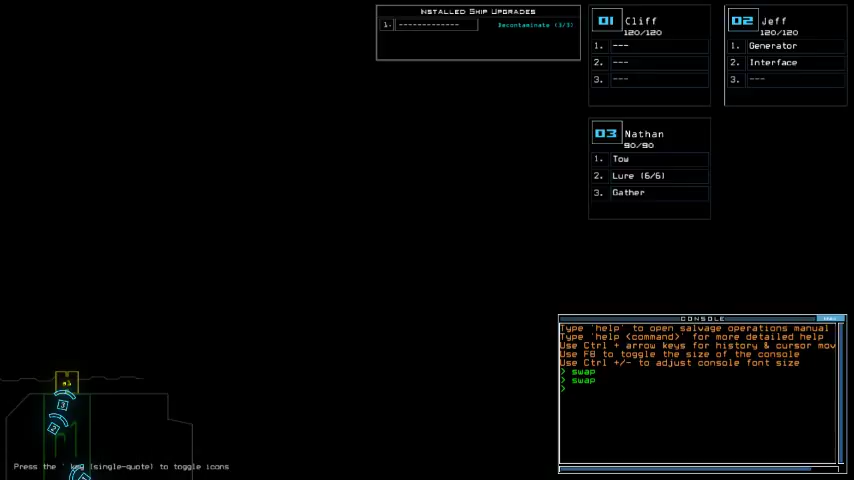 Installed Ship Upgrades
1. ------------- Decontaminate (3/3)
01 Cliff
120/120
1. ---
2. ---
3. ---
02 Jeff
120/120
1. Generator
2. Interface
3. ---
03 Nathan
90/90
1. Tow
2. Lure (6/6)
3. Gather
Console
Type 'help' to open salvage operations manual
Type 'help <command>' for more detailed help
Use Ctrl + arrow keys for history & cursor mov
Use F8 to toggle the size of the console
Use Ctrl +/- to adjust console font size
> swap
> swap
>
3
2
Press the ' key (single-quote) to toggle icons